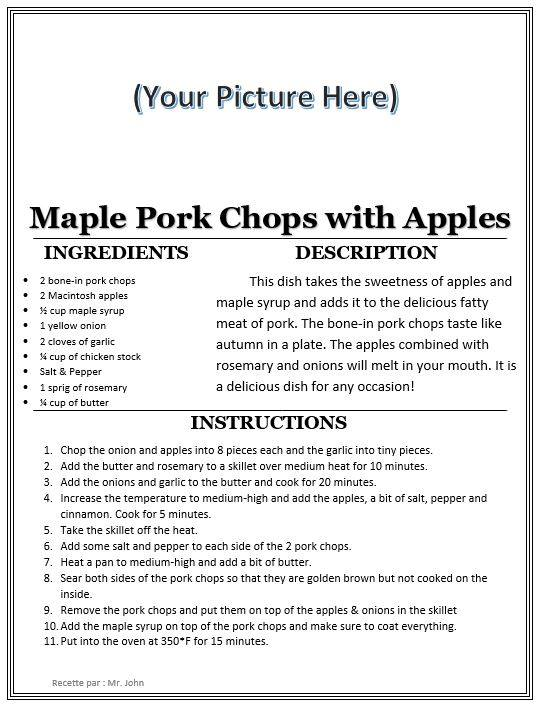 (Your Picture Here)
Maple Pork Chops with Apples
INGREDIENTS
• 2 bone-in pork chops
• 2 Macintosh apples
• ½ cup maple syrup
• 1 yellow onion
• 2 cloves of garlic
• ¼ cup of chicken stock
• Salt & Pepper
• 1 sprig of rosemary
• ¼ cup of butter
DESCRIPTION
This dish takes the sweetness of apples and
maple syrup and adds it to the delicious fatty
meat of pork. The bone-in pork chops taste like
autumn in a plate. The apples combined with
rosemary and onions will melt in your mouth. It is
a delicious dish for any occasion!
INSTRUCTIONS
1. Chop the onion and apples into 8 pieces each and the garlic into tiny pieces.
2. Add the butter and rosemary to a skillet over medium heat for 10 minutes.
3. Add the onions and garlic to the butter and cook for 20 minutes.
4. Increase the temperature to medium-high and add the apples, a bit of salt, pepper and
cinnamon. Cook for 5 minutes.
5. Take the skillet off the heat.
6. Add some salt and pepper to each side of the 2 pork chops.
7. Heat a pan to medium-high and add a bit of butter.
8. Sear both sides of the pork chops so that they are golden brown but not cooked on the
inside.
9. Remove the pork chops and put them on top of the apples & onions in the skillet
10. Add the maple syrup on top of the pork chops and make sure to coat everything.
11. Put into the oven at 350*F for 15 minutes.
Recette par : Mr. John